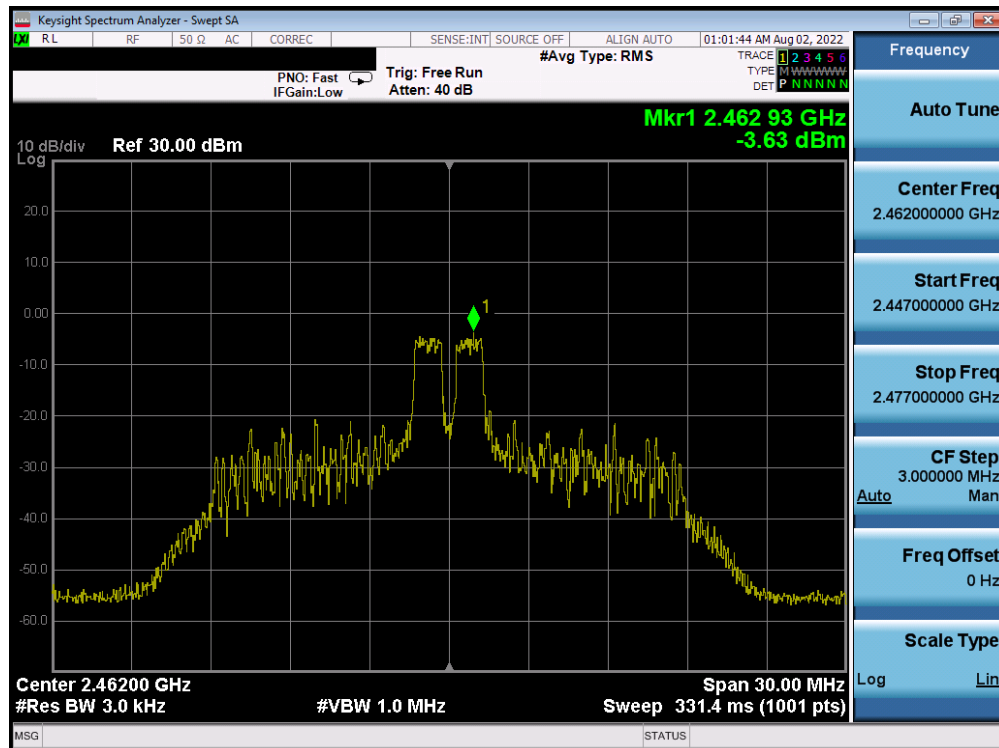 Keysight Spectrum Analyzer - Swept SA
LXI RL RF 50 Ω AC CORREC SENSE:INT SOURCE OFF ALIGN AUTO 01:01:44 AM Aug 02, 2022
PNO: Fast
IFGain:Low
Trig: Free Run
Atten: 40 dB
#Avg Type: RMS
TRACE 1 2 3 4 5 6
TYPE M W W W W W
DET P N N N N N
Mkr1 2.462 93 GHz
-3.63 dBm
10 dB/div Ref 30.00 dBm
Log
20.0
10.0
0.00
-10.0
-20.0
-30.0
-40.0
-50.0
-60.0
1
Center 2.46200 GHz Span 30.00 MHz
#Res BW 3.0 kHz #VBW 1.0 MHz Sweep 331.4 ms (1001 pts)
MSG STATUS
Frequency
Auto Tune
Center Freq
2.462000000 GHz
Start Freq
2.447000000 GHz
Stop Freq
2.477000000 GHz
CF Step
3.000000 MHz
Auto Man
Freq Offset
0 Hz
Scale Type
Log Lin